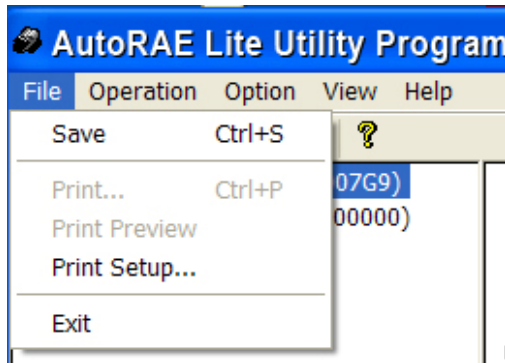 AutoRAE Lite Utility Program
File Operation Option View Help
Save Ctrl+S
Print... Ctrl+P
Print Preview
Print Setup...
Exit
07G9)
00000)